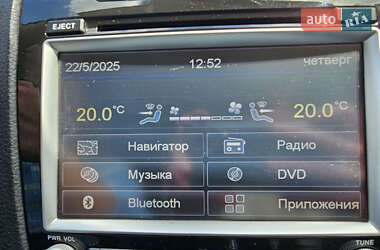 EJECT
auto RIA
22/5/2025 12:52 четверг
20.0°C 20.0°C
Навигатор Радио
Музыка DVD
Bluetooth Приложения
PWR VOL TUNE